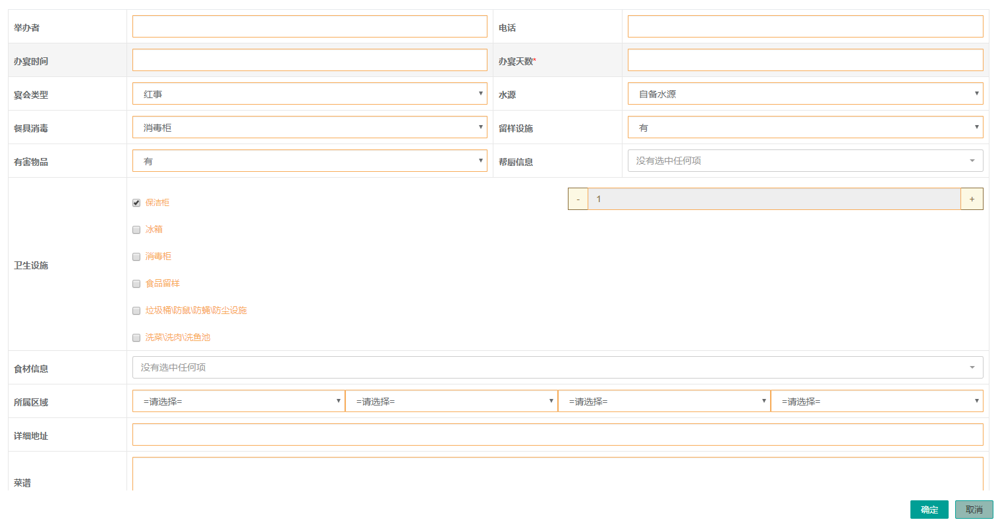 举办者
电话
办宴时间
办宴天数*
宴会类型
红事
水源
自备水源
餐具消毒
消毒柜
留样设施
有
有害物品
有
帮厨信息
没有选中任何项
卫生设施
保洁柜
- 1 +
冰箱
消毒柜
食品留样
垃圾桶\防鼠\防蝇\防尘设施
洗菜\洗肉\洗鱼池
食材信息
没有选中任何项
所属区域
=请选择= =请选择= =请选择= =请选择=
详细地址
菜谱
确定 取消